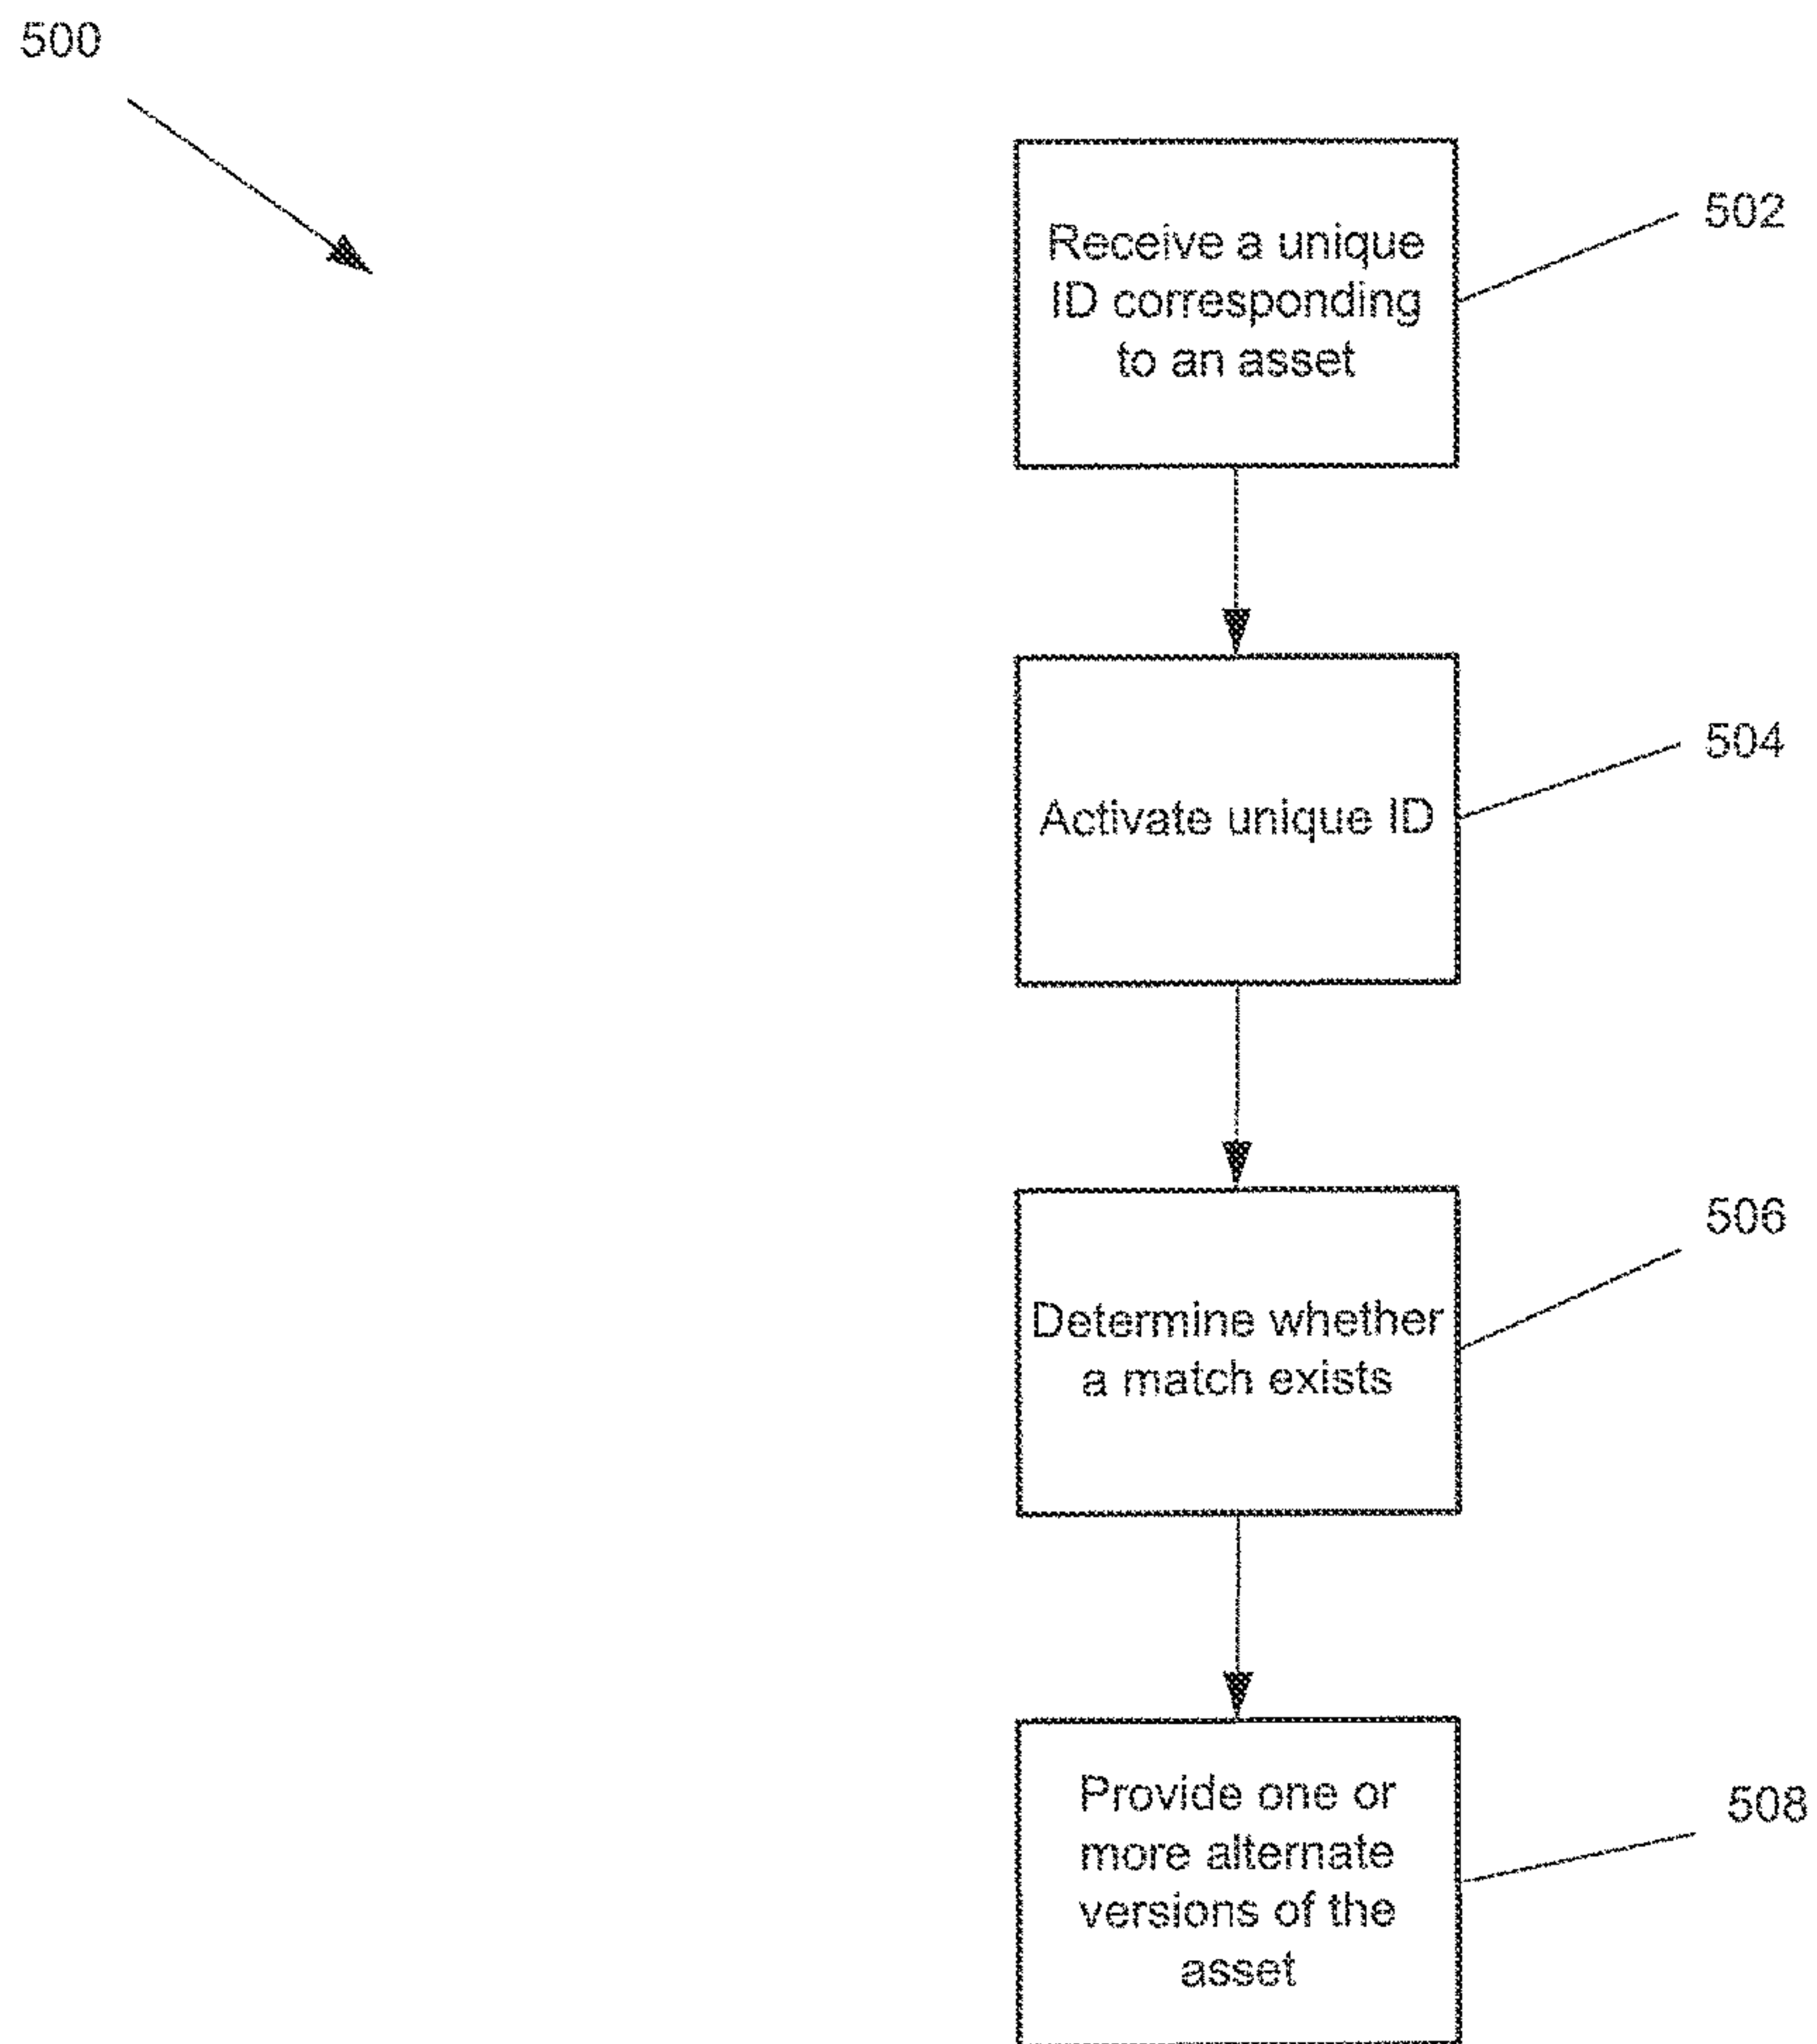 500
Receive a unique
ID corresponding
to an asset
502
Activate unique ID
504
Determine whether
a match exists
506
Provide one or
more alternate
versions of the
asset
508